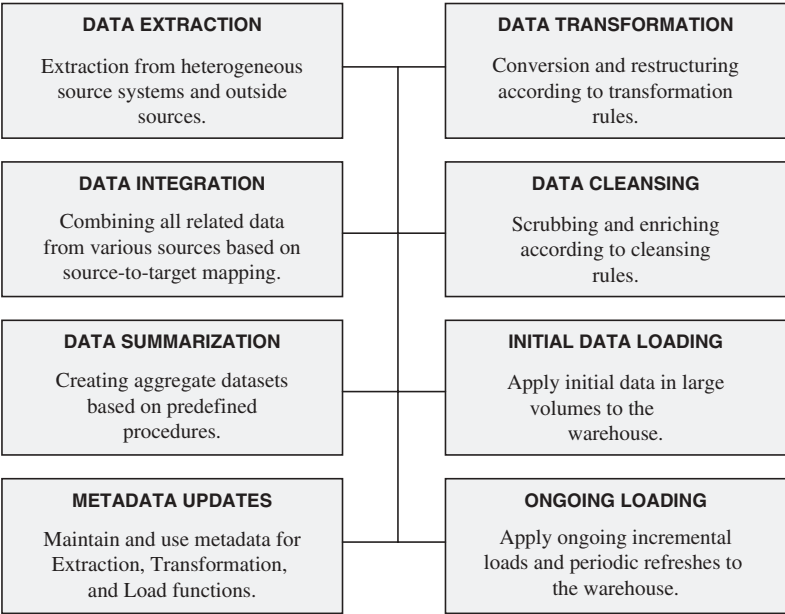 DATA EXTRACTION
Extraction from heterogeneous
source systems and outside
sources.
DATA TRANSFORMATION
Conversion and restructuring
according to transformation
rules.
DATA INTEGRATION
Combining all related data
from various sources based on
source-to-target mapping.
DATA CLEANSING
Scrubbing and enriching
according to cleansing
rules.
DATA SUMMARIZATION
Creating aggregate datasets
based on predefined
procedures.
INITIAL DATA LOADING
Apply initial data in large
volumes to the
warehouse.
METADATA UPDATES
Maintain and use metadata for
Extraction, Transformation,
and Load functions.
ONGOING LOADING
Apply ongoing incremental
loads and periodic refreshes to
the warehouse.